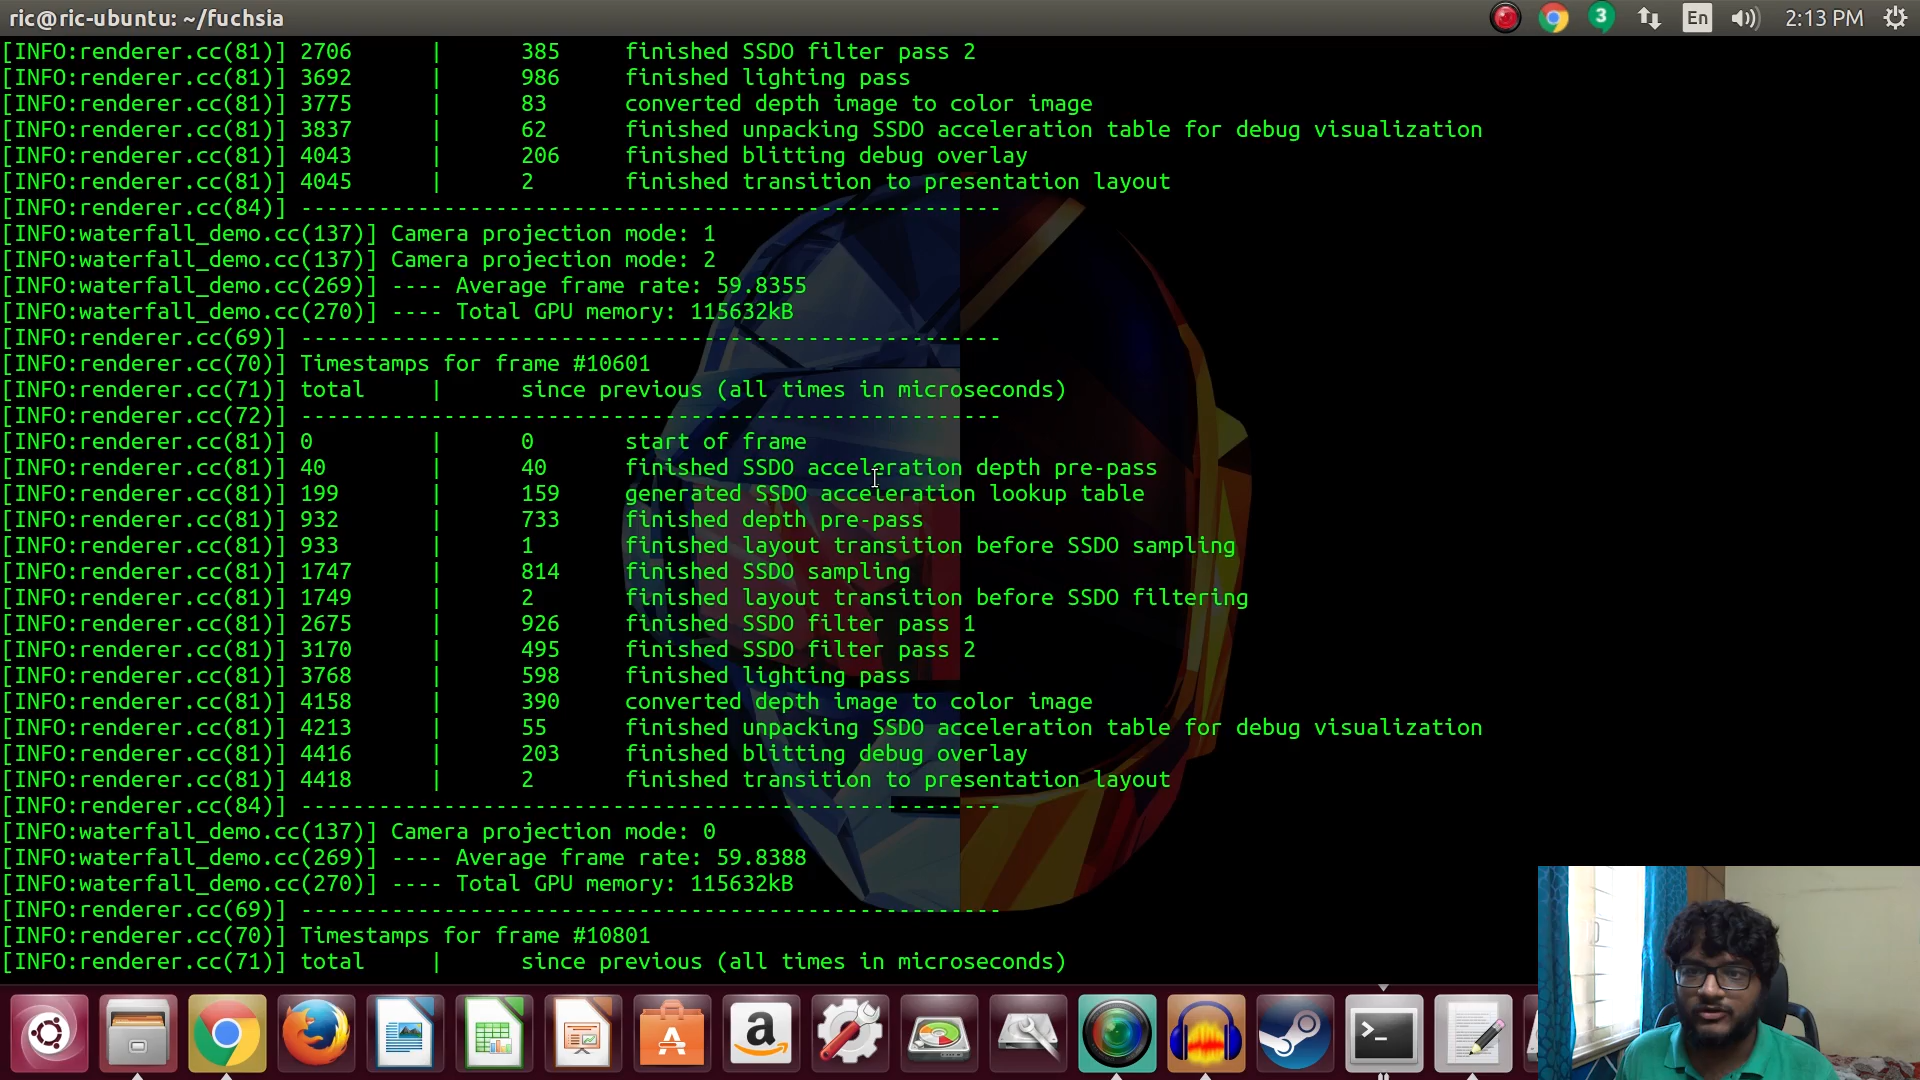 ric@ric-ubuntu: ~/fuchsia
3
En
2:13 PM
[INFO:renderer.cc(81)] 2706 | 385 finished SSDO filter pass 2
[INFO:renderer.cc(81)] 3692 | 986 finished lighting pass
[INFO:renderer.cc(81)] 3775 | 83 converted depth image to color image
[INFO:renderer.cc(81)] 3837 | 62 finished unpacking SSDO acceleration table for debug visualization
[INFO:renderer.cc(81)] 4043 | 206 finished blitting debug overlay
[INFO:renderer.cc(81)] 4045 | 2 finished transition to presentation layout
[INFO:renderer.cc(84)] ------------------------------------------------------
[INFO:waterfall_demo.cc(137)] Camera projection mode: 1
[INFO:waterfall_demo.cc(137)] Camera projection mode: 2
[INFO:waterfall_demo.cc(269)] ---- Average frame rate: 59.8355
[INFO:waterfall_demo.cc(270)] ---- Total GPU memory: 115632kB
[INFO:renderer.cc(69)] ------------------------------------------------------
[INFO:renderer.cc(70)] Timestamps for frame #10601
[INFO:renderer.cc(71)] total | since previous (all times in microseconds)
[INFO:renderer.cc(72)] ------------------------------------------------------
[INFO:renderer.cc(81)] 0 | 0 start of frame
[INFO:renderer.cc(81)] 40 | 40 finished SSDO acceleration depth pre-pass
[INFO:renderer.cc(81)] 199 | 159 generated SSDO acceleration lookup table
[INFO:renderer.cc(81)] 932 | 733 finished depth pre-pass
[INFO:renderer.cc(81)] 933 | 1 finished layout transition before SSDO sampling
[INFO:renderer.cc(81)] 1747 | 814 finished SSDO sampling
[INFO:renderer.cc(81)] 1749 | 2 finished layout transition before SSDO filtering
[INFO:renderer.cc(81)] 2675 | 926 finished SSDO filter pass 1
[INFO:renderer.cc(81)] 3170 | 495 finished SSDO filter pass 2
[INFO:renderer.cc(81)] 3768 | 598 finished lighting pass
[INFO:renderer.cc(81)] 4158 | 390 converted depth image to color image
[INFO:renderer.cc(81)] 4213 | 55 finished unpacking SSDO acceleration table for debug visualization
[INFO:renderer.cc(81)] 4416 | 203 finished blitting debug overlay
[INFO:renderer.cc(81)] 4418 | 2 finished transition to presentation layout
[INFO:renderer.cc(84)] ------------------------------------------------------
[INFO:waterfall_demo.cc(137)] Camera projection mode: 0
[INFO:waterfall_demo.cc(269)] ---- Average frame rate: 59.8388
[INFO:waterfall_demo.cc(270)] ---- Total GPU memory: 115632kB
[INFO:renderer.cc(69)] ------------------------------------------------------
[INFO:renderer.cc(70)] Timestamps for frame #10801
[INFO:renderer.cc(71)] total | since previous (all times in microseconds)